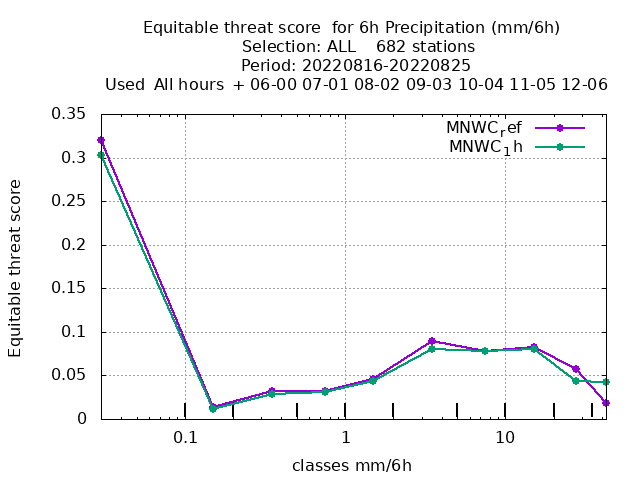 Equitable threat score  for 6h Precipitation (mm/6h)
Selection: ALL    682 stations
Period: 20220816-20220825
Used  All hours  + 06-00 07-01 08-02 09-03 10-04 11-05 12-06
MNWCref
MNWC1h
0.35
0.3
0.25
0.2
0.15
0.1
0.05
0
Equitable threat score
0.1 1 10
classes mm/6h